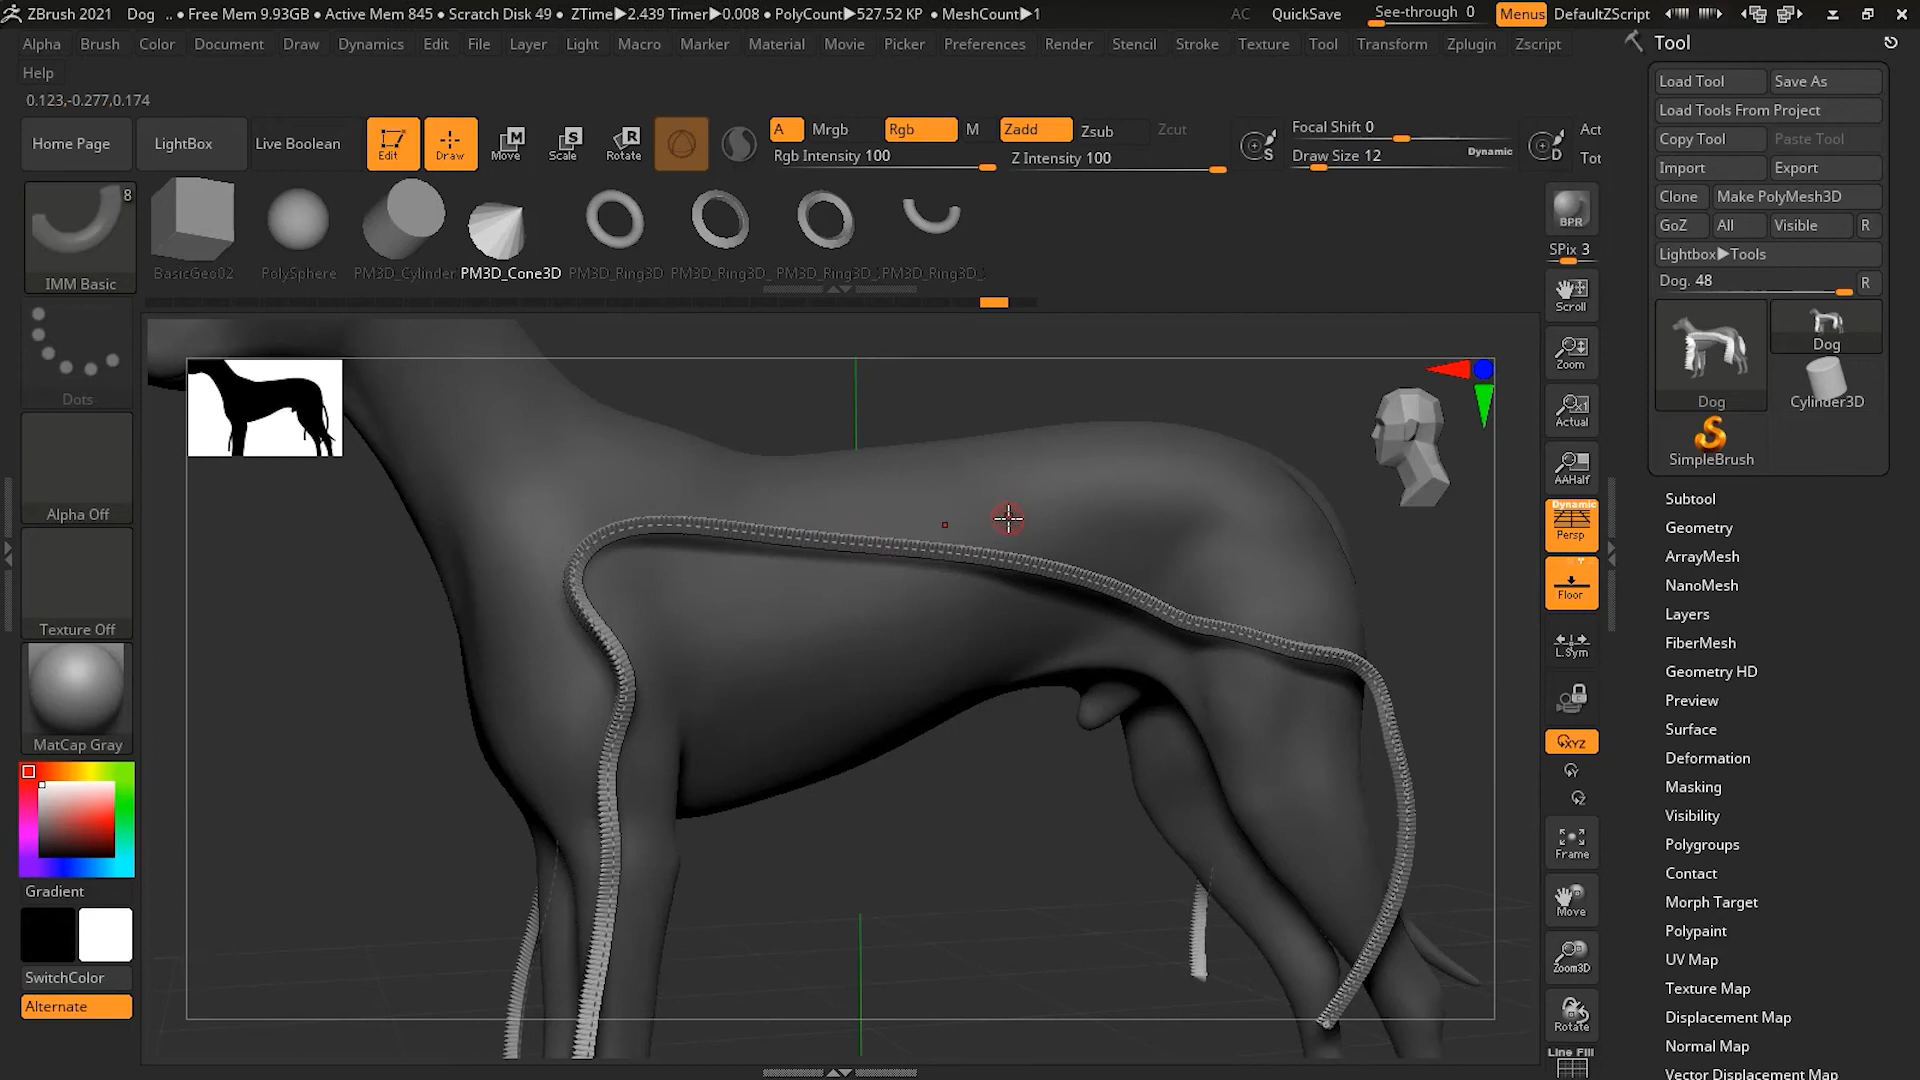 ZBrush 2021 Dog .. • Free Mem 9.93GB • Active Mem 845 • Scratch Disk 49 • ZTime▶2.439 Timer▶0.008 • PolyCount▶527.52 KP • MeshCount▶1 AC QuickSave See-through 0 Menus DefaultZScript
Alpha Brush Color Document Draw Dynamics Edit File Layer Light Macro Marker Material Movie Picker Preferences Render Stencil Stroke Texture Tool Transform Zplugin Zscript
Help
0.123,-0.277,0.174
Home Page LightBox Live Boolean Edit Draw Move Scale Rotate
A Mrgb Rgb M Zadd Zsub Zcut
Rgb Intensity 100 Z Intensity 100
Focal Shift 0
Draw Size 12 Dynamic
Act
Tot
8
IMM Basic
BasicGeo02 PolySphere PM3D_Cylinder PM3D_Cone3D PM3D_Ring3D PM3D_Ring3D_ PM3D_Ring3D_ PM3D_Ring3D_
Dots
Alpha Off
Texture Off
MatCap Gray
Gradient
SwitchColor
Alternate
BPR
SPix 3
Scroll
Zoom
Actual
AAHalf
Dynamic
Persp
Floor
L.Sym
XYZ
Y
Z
Frame
Move
Zoom3D
Rotate
Line Fill
Tool
Load Tool Save As
Load Tools From Project
Copy Tool Paste Tool
Import Export
Clone Make PolyMesh3D
GoZ All Visible R
Lightbox▶Tools
Dog. 48 R
Dog
Dog
Cylinder3D
SimpleBrush
Subtool
Geometry
ArrayMesh
NanoMesh
Layers
FiberMesh
Geometry HD
Preview
Surface
Deformation
Masking
Visibility
Polygroups
Contact
Morph Target
Polypaint
UV Map
Texture Map
Displacement Map
Normal Map
Vector Displacement Map